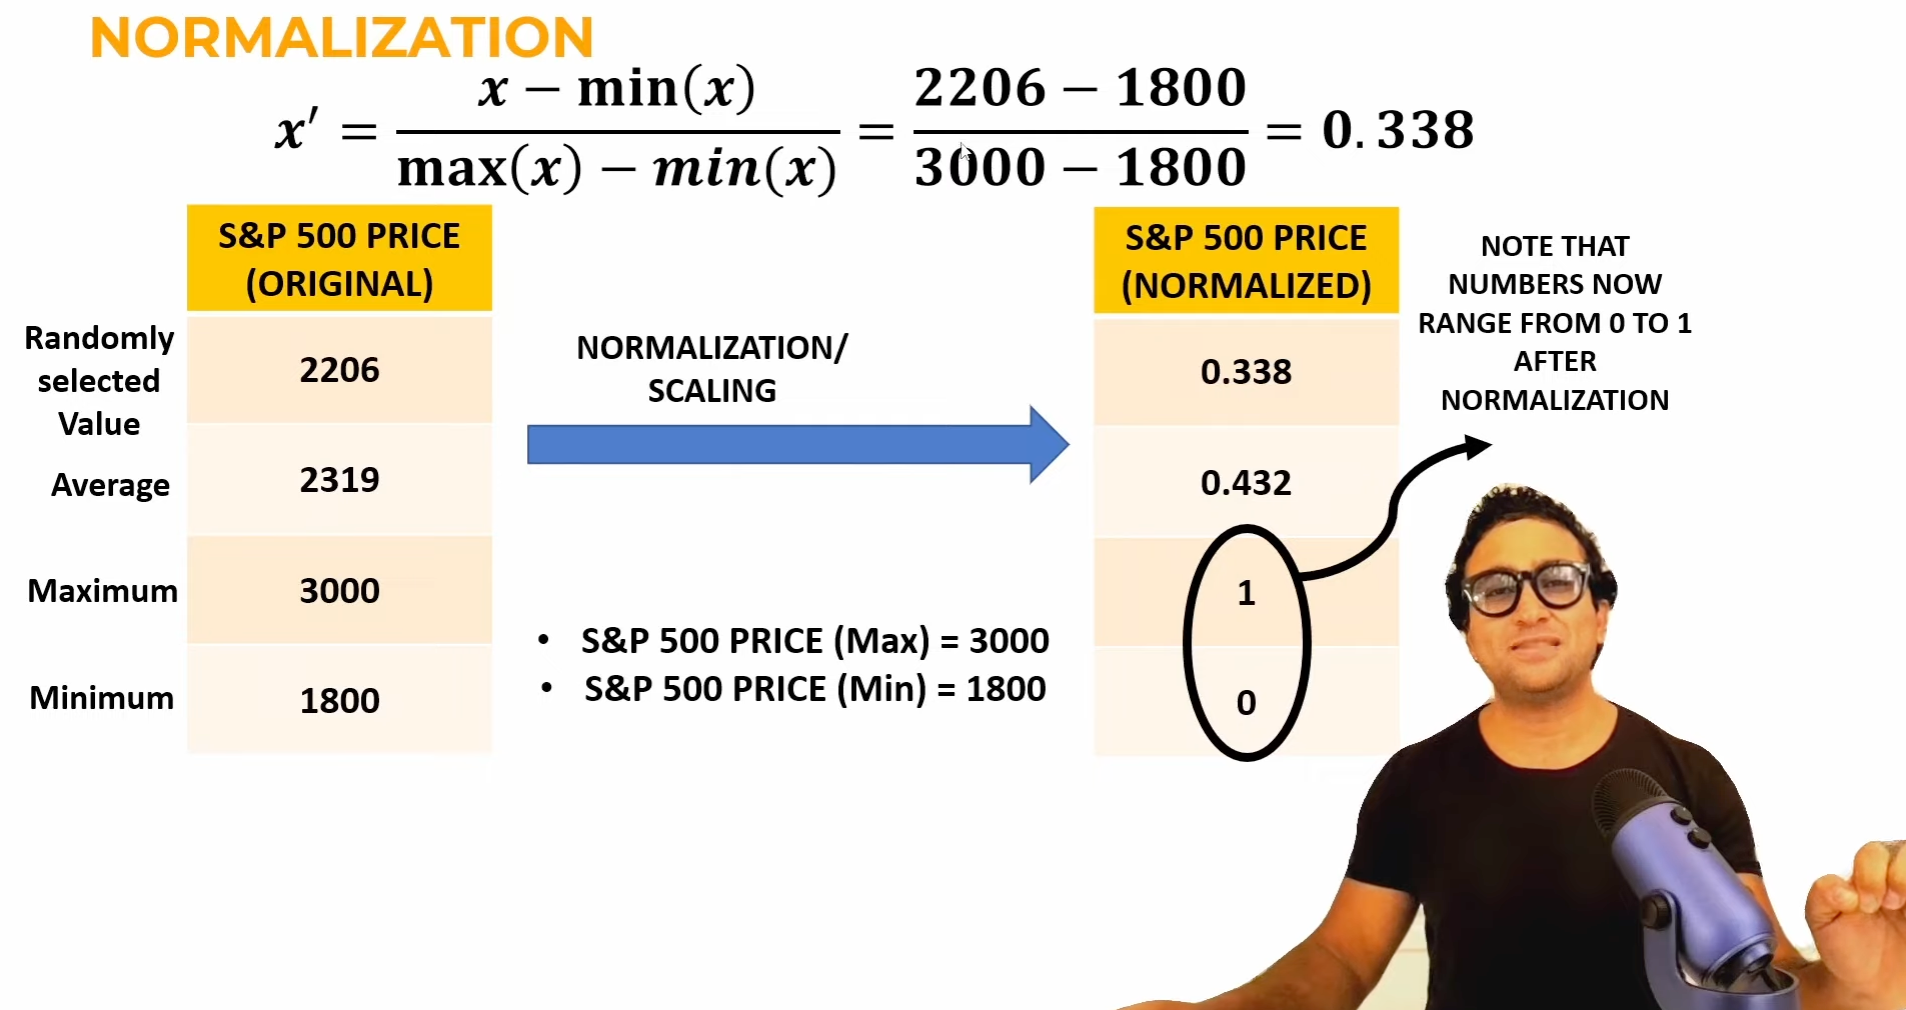 NORMALIZATION
x′ = x − min(x) / max(x) − min(x) = 2206 − 1800 / 3000 − 1800 = 0.338
S&P 500 PRICE
(ORIGINAL)
Randomly
selected
Value
2206
Average
2319
Maximum
3000
Minimum
1800
NORMALIZATION/
SCALING
• S&P 500 PRICE (Max) = 3000
• S&P 500 PRICE (Min) = 1800
S&P 500 PRICE
(NORMALIZED)
0.338
0.432
1
0
NOTE THAT
NUMBERS NOW
RANGE FROM 0 TO 1
AFTER
NORMALIZATION